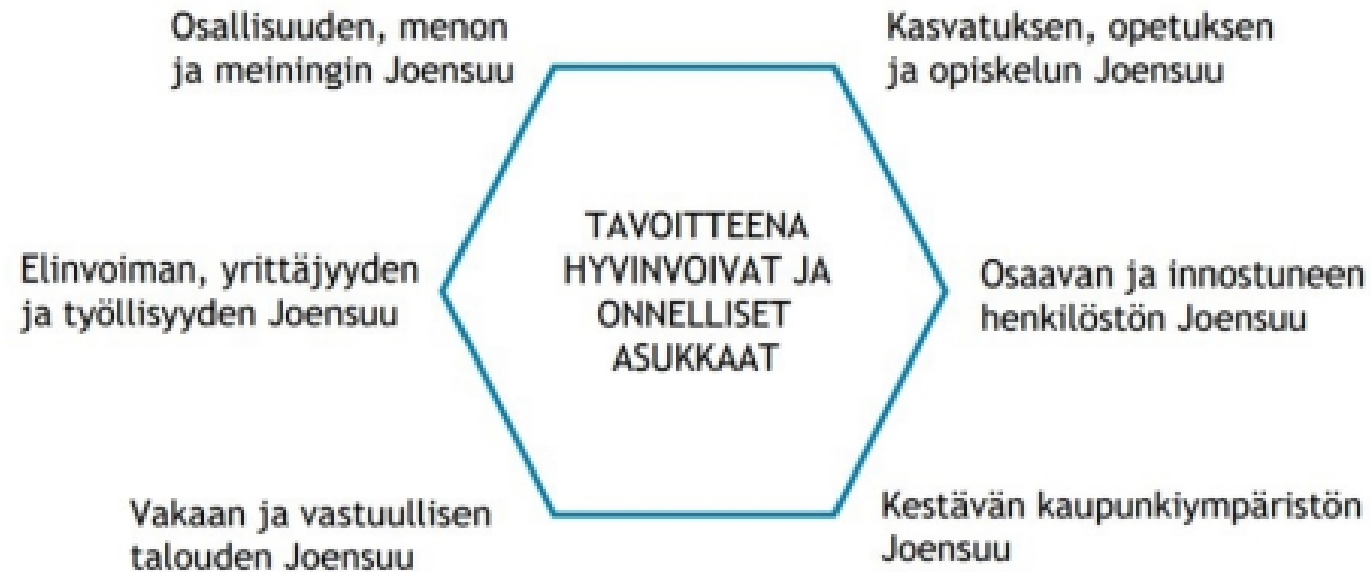 Osallisuuden, menon
ja meiningin Joensuu
Kasvatuksen, opetuksen
ja opiskelun Joensuu
TAVOITTEENA
HYVINVOIVAT JA
ONNELLISET
ASUKKAAT
Elinvoiman, yrittäjyyden
ja työllisyyden Joensuu
Osaavan ja innostuneen
henkilöstön Joensuu
Vakaan ja vastuullisen
talouden Joensuu
Kestävän kaupunkiympäristön
Joensuu